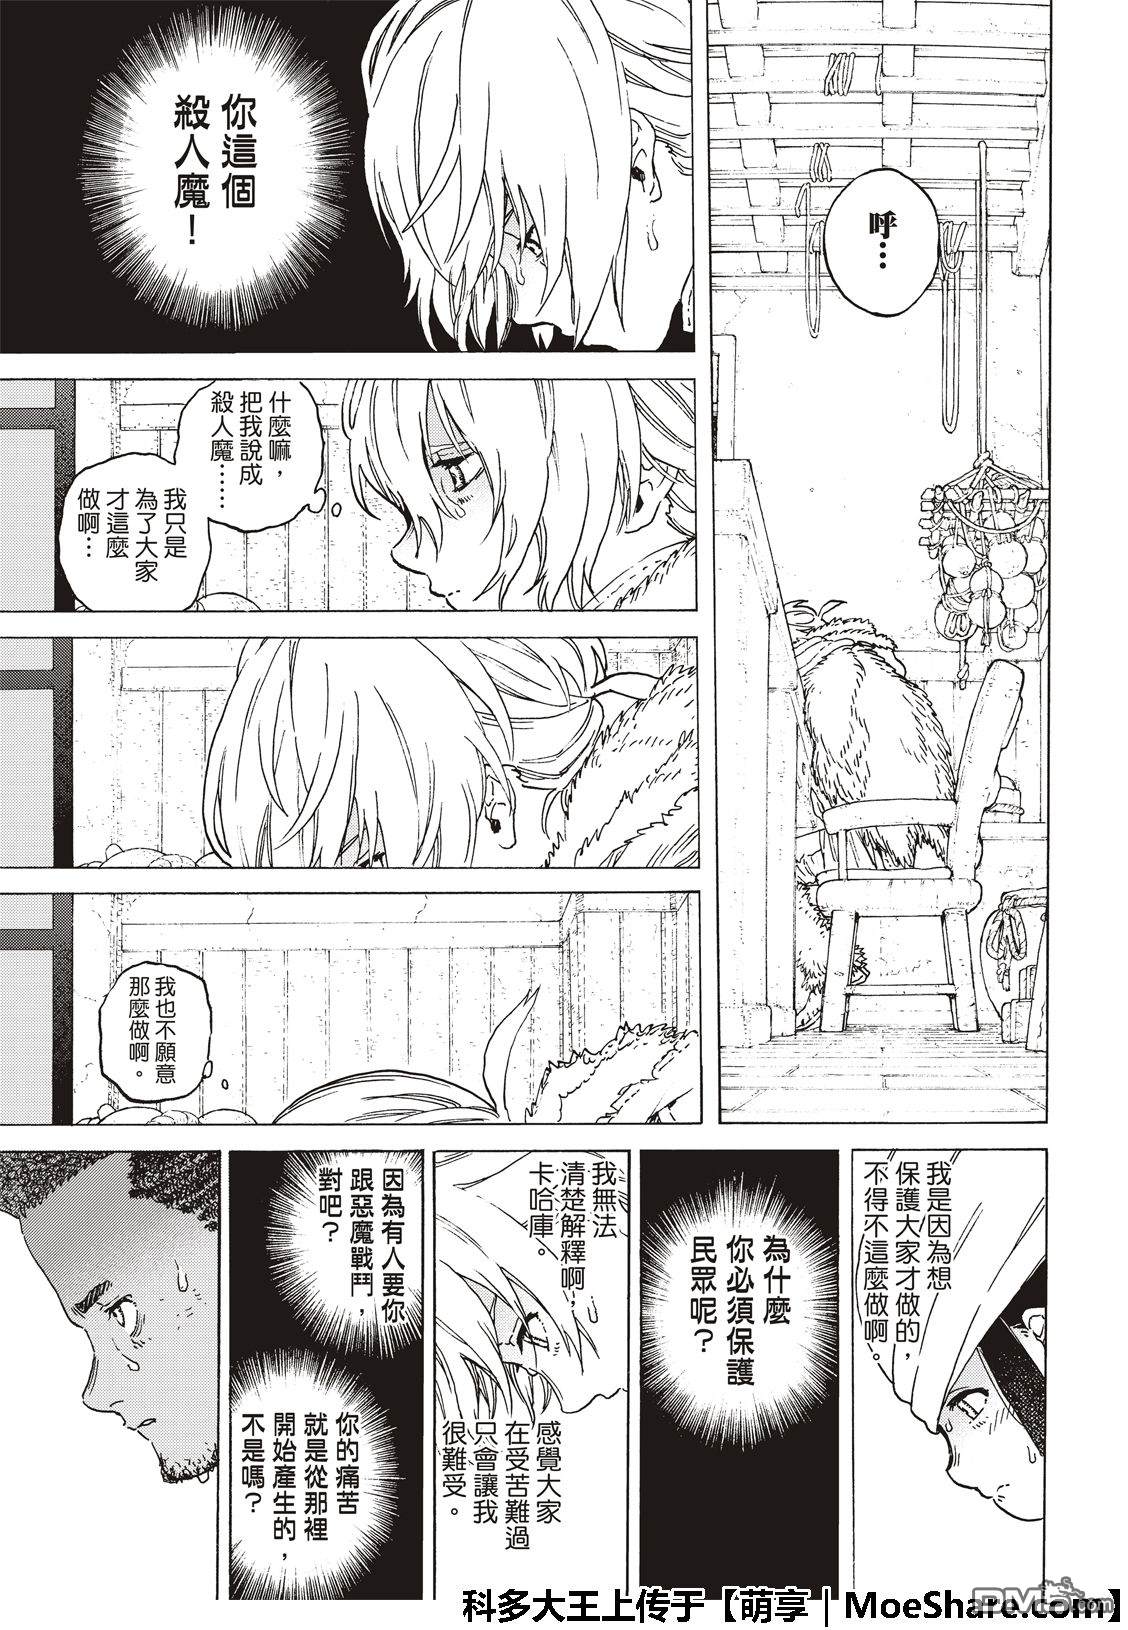 呼…
你這個
殺人魔！
什麼嘛，
把我說成
殺人魔……
我只是
為了大家
才這麼
做啊…
我也不願意
那麼做啊。
我是因為想
保護大家才做的，
不得不這麼做啊。
為什麼
你必須保護
民眾呢？
我無法
清楚解釋啊，
卡哈庫。
感覺大家
在受苦難過
只會讓我
很難受。
因為有人要你
跟惡魔戰鬥，
對吧？
你的痛苦
就是從那裡
開始產生的，
不是嗎？
科多大王上传于【萌享｜MoeShare.com】